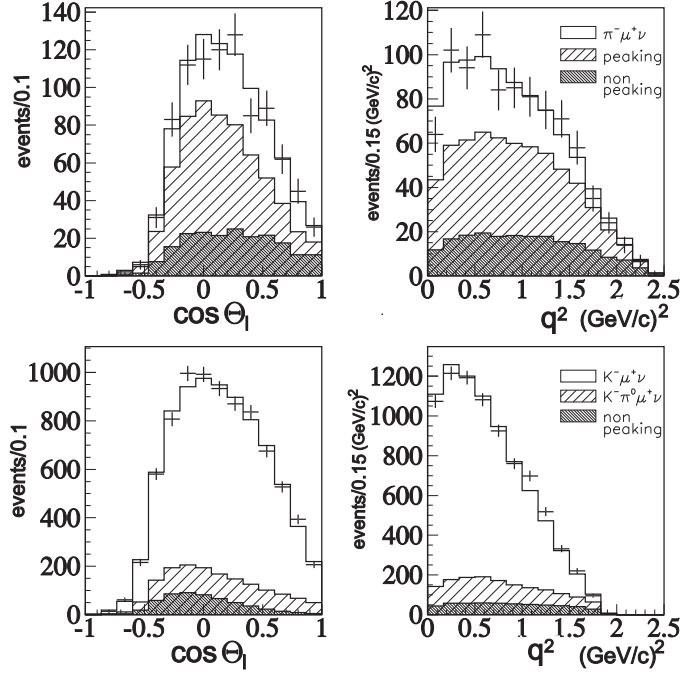 events/0.1
140
120
100
80
60
40
20
0
-1 -0.5 0 0.5 1
cos Θl
events/0.15 (GeV/c)²
120
100
80
60
40
20
0
π⁻μ⁺ν
peaking
non
peaking
0 0.5 1 1.5 2 2.5
q² (GeV/c)²
events/0.1
1000
800
600
400
200
0
-1 -0.5 0 0.5 1
cos Θl
events/0.15 (GeV/c)²
1200
1000
800
600
400
200
0
K⁻μ⁺ν
K⁻π⁰μ⁺ν
non
peaking
0 0.5 1 1.5 2 2.5
q² (GeV/c)²